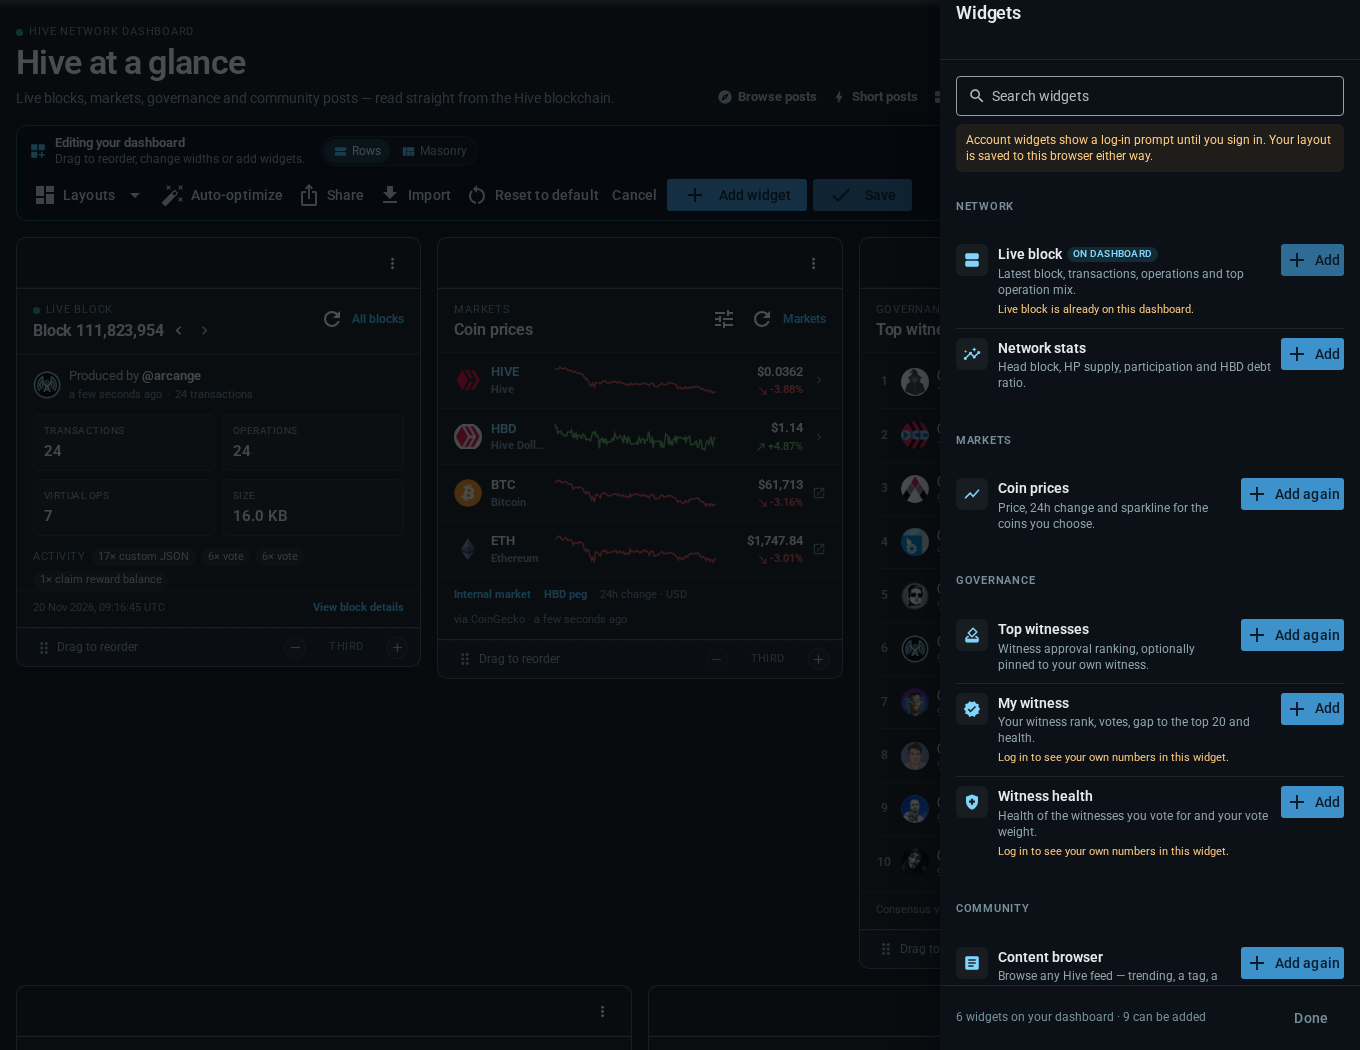 HIVE NETWORK DASHBOARD
Hive at a glance
Live blocks, markets, governance and community posts — read straight from the Hive blockchain.
Browse posts
Short posts
Editing your dashboard
Drag to reorder, change widths or add widgets.
Rows
Masonry
Layouts
Auto-optimize
Share
Import
Reset to default
Cancel
Add widget
Save
LIVE BLOCK
Block 111,823,954
All blocks
Produced by @arcange
a few seconds ago · 24 transactions
TRANSACTIONS
24
OPERATIONS
24
VIRTUAL OPS
7
SIZE
16.0 KB
ACTIVITY
17× custom JSON
6× vote
6× vote
1× claim reward balance
20 Nov 2026, 09:16:45 UTC
View block details
Drag to reorder
THIRD
MARKETS
Coin prices
Markets
HIVE
Hive
$0.0362
-3.88%
HBD
Hive Doll...
$1.14
+4.87%
BTC
Bitcoin
$61,713
-3.16%
ETH
Ethereum
$1,747.84
-3.01%
Internal market
HBD peg
24h change · USD
via CoinGecko · a few seconds ago
Drag to reorder
THIRD
1
2
3
4
5
6
7
8
9
10
Widgets
Search widgets
Account widgets show a log-in prompt until you sign in. Your layout
is saved to this browser either way.
NETWORK
Live block
ON DASHBOARD
Latest block, transactions, operations and top
operation mix.
Live block is already on this dashboard.
Add
Network stats
Head block, HP supply, participation and HBD debt
ratio.
Add
MARKETS
Coin prices
Price, 24h change and sparkline for the
coins you choose.
Add again
GOVERNANCE
Top witnesses
Witness approval ranking, optionally
pinned to your own witness.
Add again
My witness
Your witness rank, votes, gap to the top 20 and
health.
Log in to see your own numbers in this widget.
Add
Witness health
Health of the witnesses you vote for and your vote
weight.
Log in to see your own numbers in this widget.
Add
COMMUNITY
Content browser
Browse any Hive feed — trending, a tag, a
Add again
6 widgets on your dashboard · 9 can be added
Done